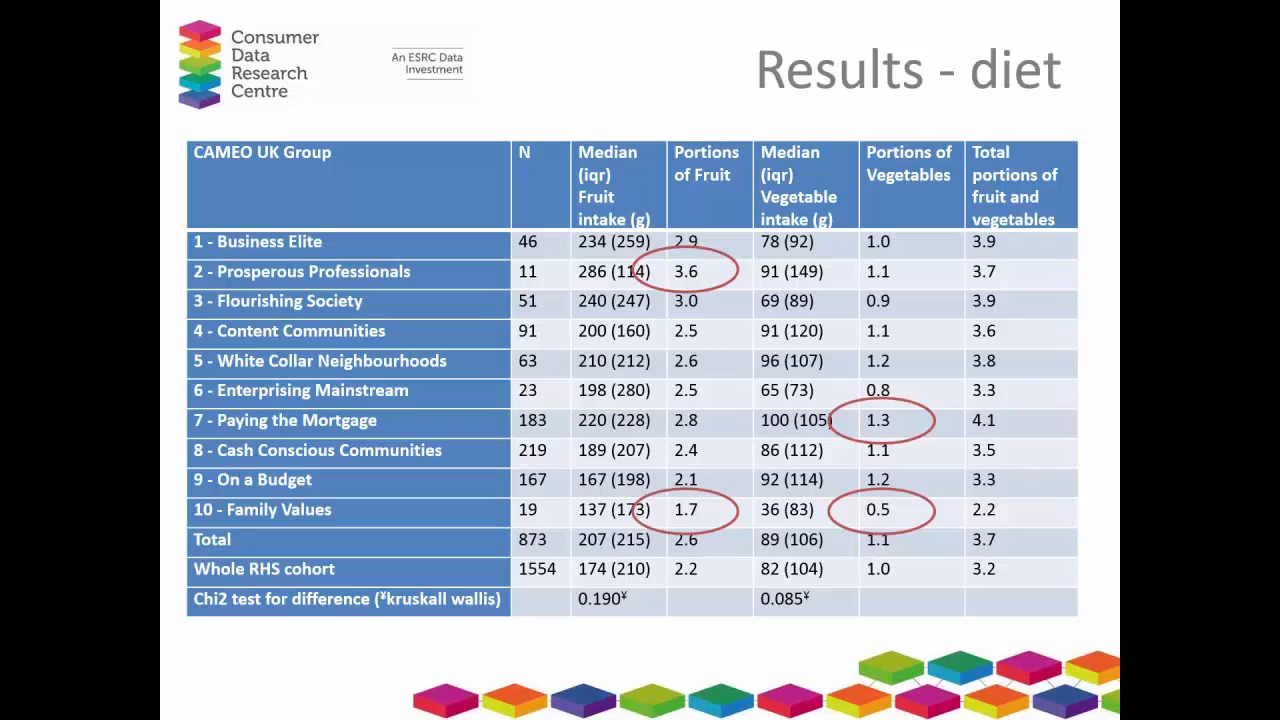 Consumer
Data
Research
Centre
An ESRC Data
Investment
Results - diet
CAMEO UK Group N Median (iqr) Fruit intake (g) Portions of Fruit Median (iqr) Vegetable intake (g) Portions of Vegetables Total portions of fruit and vegetables
1 - Business Elite 46 234 (259) 2.9 78 (92) 1.0 3.9
2 - Prosperous Professionals 11 286 (114) 3.6 91 (149) 1.1 3.7
3 - Flourishing Society 51 240 (247) 3.0 69 (89) 0.9 3.9
4 - Content Communities 91 200 (160) 2.5 91 (120) 1.1 3.6
5 - White Collar Neighbourhoods 63 210 (212) 2.6 96 (107) 1.2 3.8
6 - Enterprising Mainstream 23 198 (280) 2.5 65 (73) 0.8 3.3
7 - Paying the Mortgage 183 220 (228) 2.8 100 (105) 1.3 4.1
8 - Cash Conscious Communities 219 189 (207) 2.4 86 (112) 1.1 3.5
9 - On a Budget 167 167 (198) 2.1 92 (114) 1.2 3.3
10 - Family Values 19 137 (173) 1.7 36 (83) 0.5 2.2
Total 873 207 (215) 2.6 89 (106) 1.1 3.7
Whole RHS cohort 1554 174 (210) 2.2 82 (104) 1.0 3.2
Chi2 test for difference (¥kruskall wallis) 0.190¥ 0.085¥